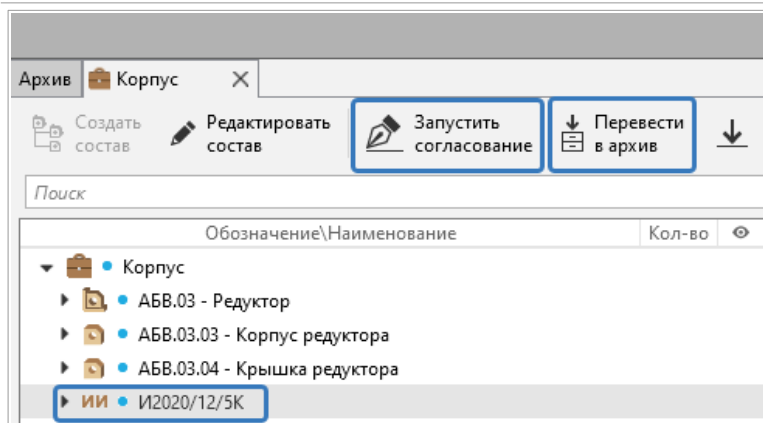 Архив Корпус
Создать состав Редактировать состав Запустить согласование Перевести в архив
Поиск
Обозначение\Наименование Кол-во
Корпус
АБВ.03 - Редуктор
АБВ.03.03 - Корпус редуктора
АБВ.03.04 - Крышка редуктора
ИИ И2020/12/5К